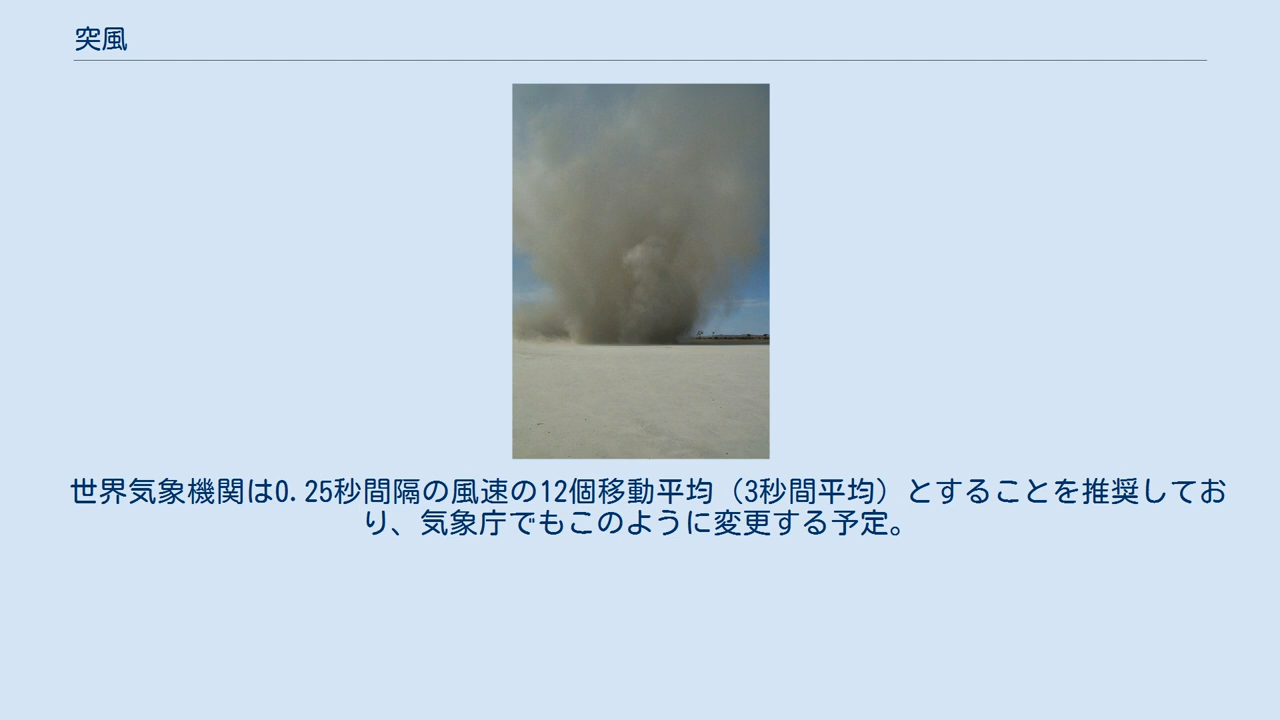 突風
世界気象機関は0.25秒間隔の風速の12個移動平均（3秒間平均）とすることを推奨してお
り、気象庁でもこのように変更する予定。